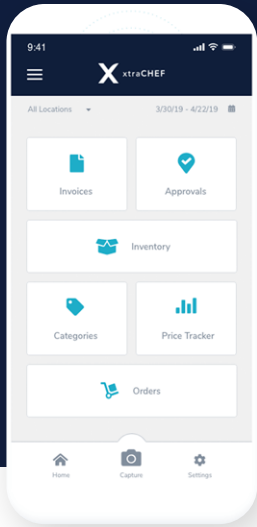 9:41
X xtraCHEF
All Locations 3/30/19 - 4/22/19
Invoices Approvals
Inventory
Categories Price Tracker
Orders
Home Capture Settings